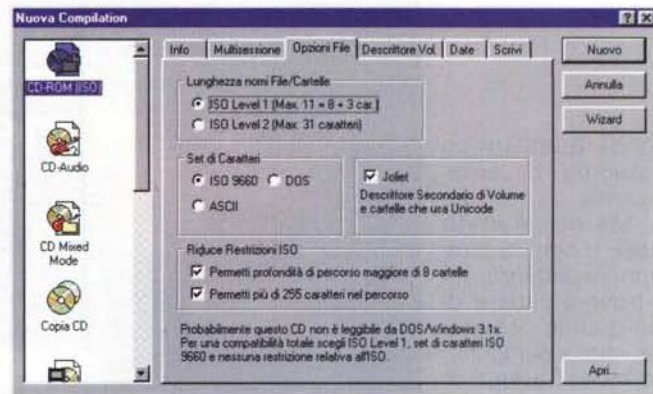 Nuova Compilation
CD-ROM (ISO)
CD-Audio
CD Mixed
Mode
Copia CD
Info
Multisessione
Opzioni File
Descrittore Vol.
Date
Scrivi
Lunghezza nomi File/Cartelle
ISO Level 1 (Max. 11 = 8 + 3 car.)
ISO Level 2 (Max. 31 caratteri)
Set di Caratteri
ISO 9660
DOS
ASCII
Joliet
Descrittore Secondario di Volume
e cartelle che usa Unicode
Riduce Restrizioni ISO
Permetti profondità di percorso maggiore di 8 cartelle
Permetti più di 255 caratteri nel percorso
Probabilmente questo CD non è leggibile da DOS/Windows 3.1x.
Per una compatibilità totale scegli ISO Level 1, set di caratteri ISO
9660 e nessuna restrizione relativa all'ISO.
Nuovo
Annulla
Wizard
Apri...